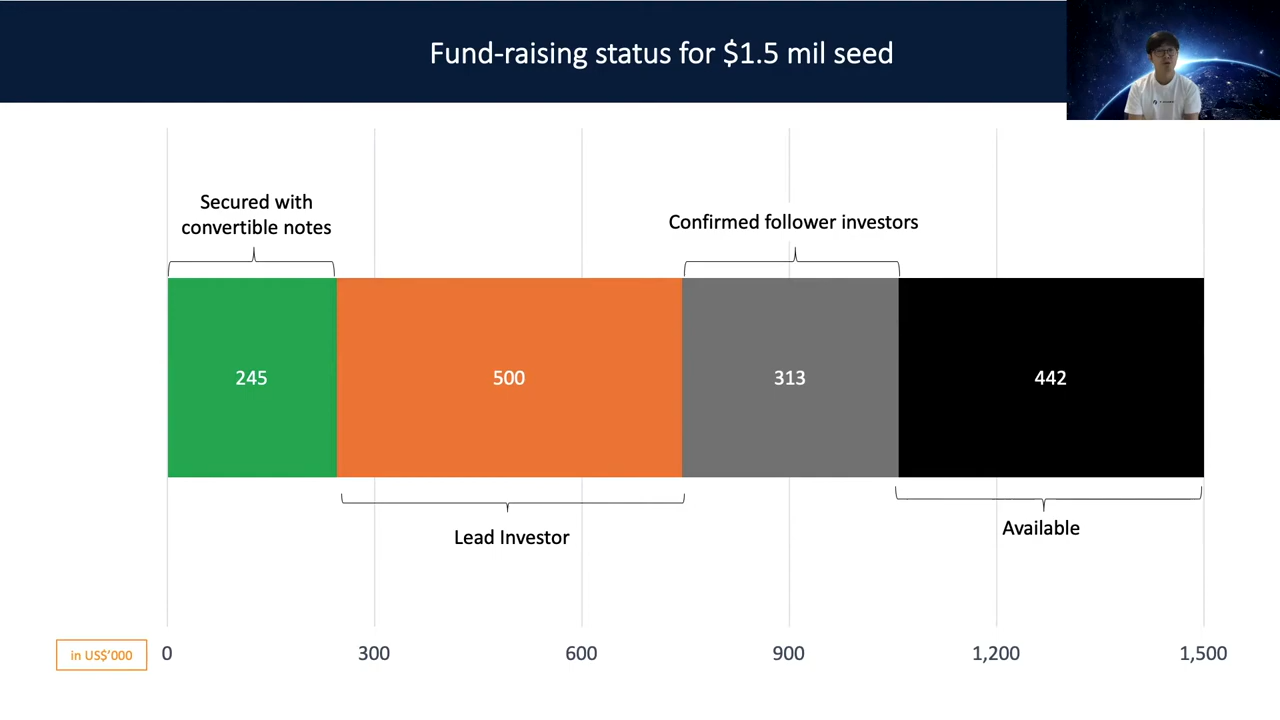 Fund-raising status for $1.5 mil seed
Secured with
convertible notes
Confirmed follower investors
245
500
313
442
Lead Investor
Available
in US$'000
0
300
600
900
1,200
1,500